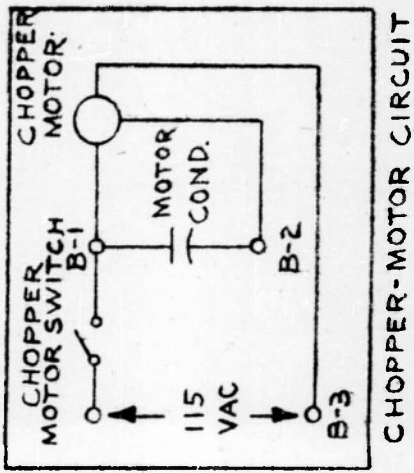 CHOPPER
MOTOR SWITCH
B-1
CHOPPER
MOTOR.
MOTOR
COND.
115
VAC
B-2
B-3
CHOPPER-MOTOR CIRCUIT